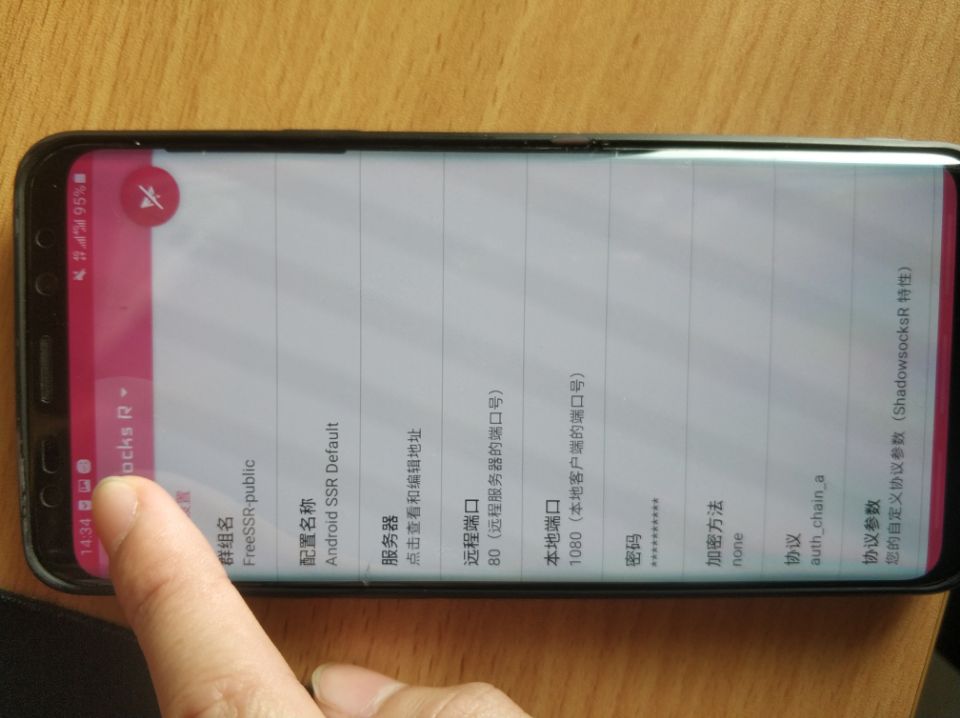 14:34 95%
ocks R
设置
群组名
FreeSSR-public
配置名称
Android SSR Default
服务器
点击查看和编辑地址
远程端口
80（远程服务器的端口号）
本地端口
1080（本地客户端的端口号）
密码
**********
加密方法
none
协议
auth_chain_a
协议参数
您的自定义协议参数（ShadowsocksR 特性）